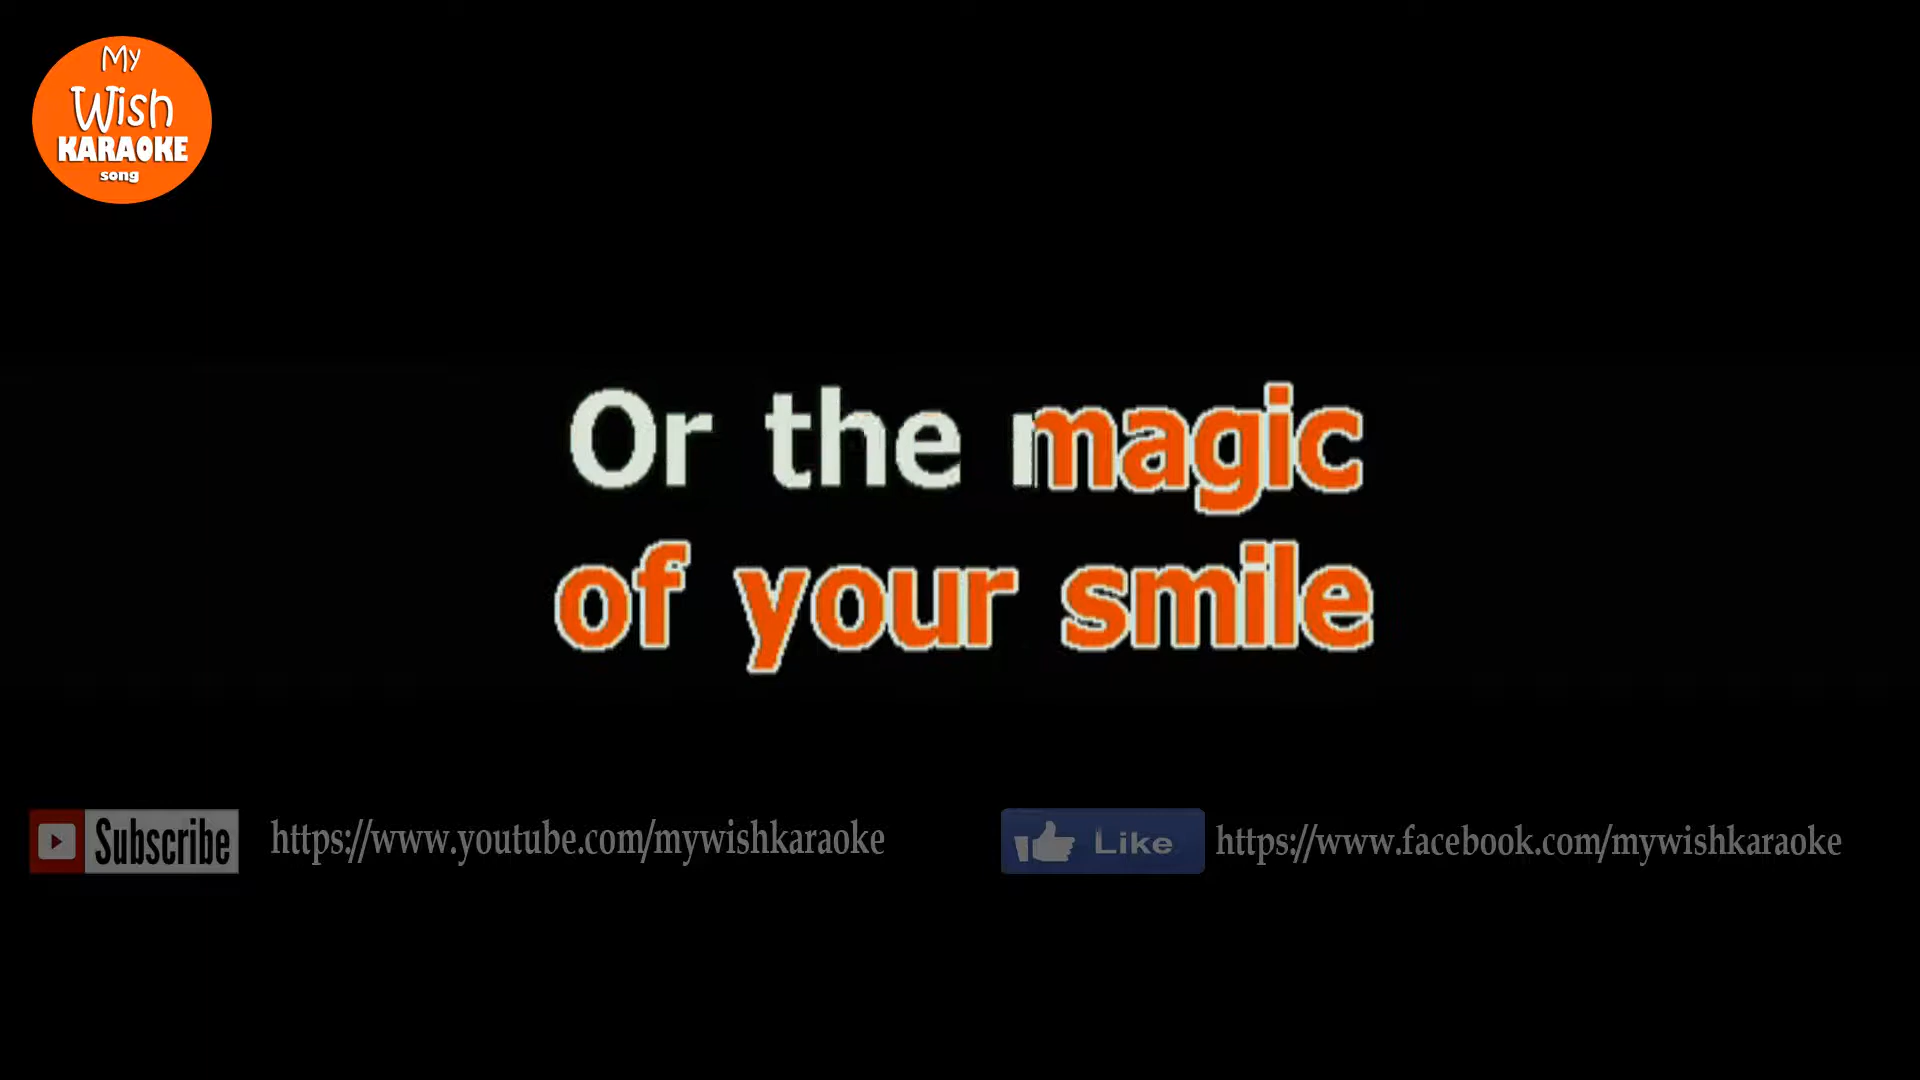 My
Wish
KARAOKE
song
Or the magic
of your smile
Subscribe
https://www.youtube.com/mywishkaraoke
Like
https://www.facebook.com/mywishkaraoke